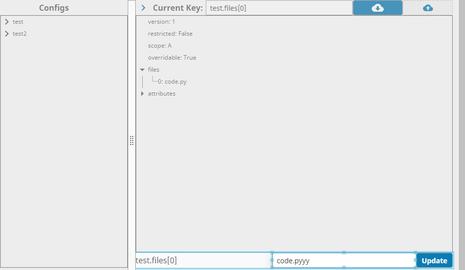 Configs
test
test2
Current Key: test.files[0]
version: 1
restricted: False
scope: A
overridable: True
files
0: code.py
attributes
test.files[0] code.pyyy Update